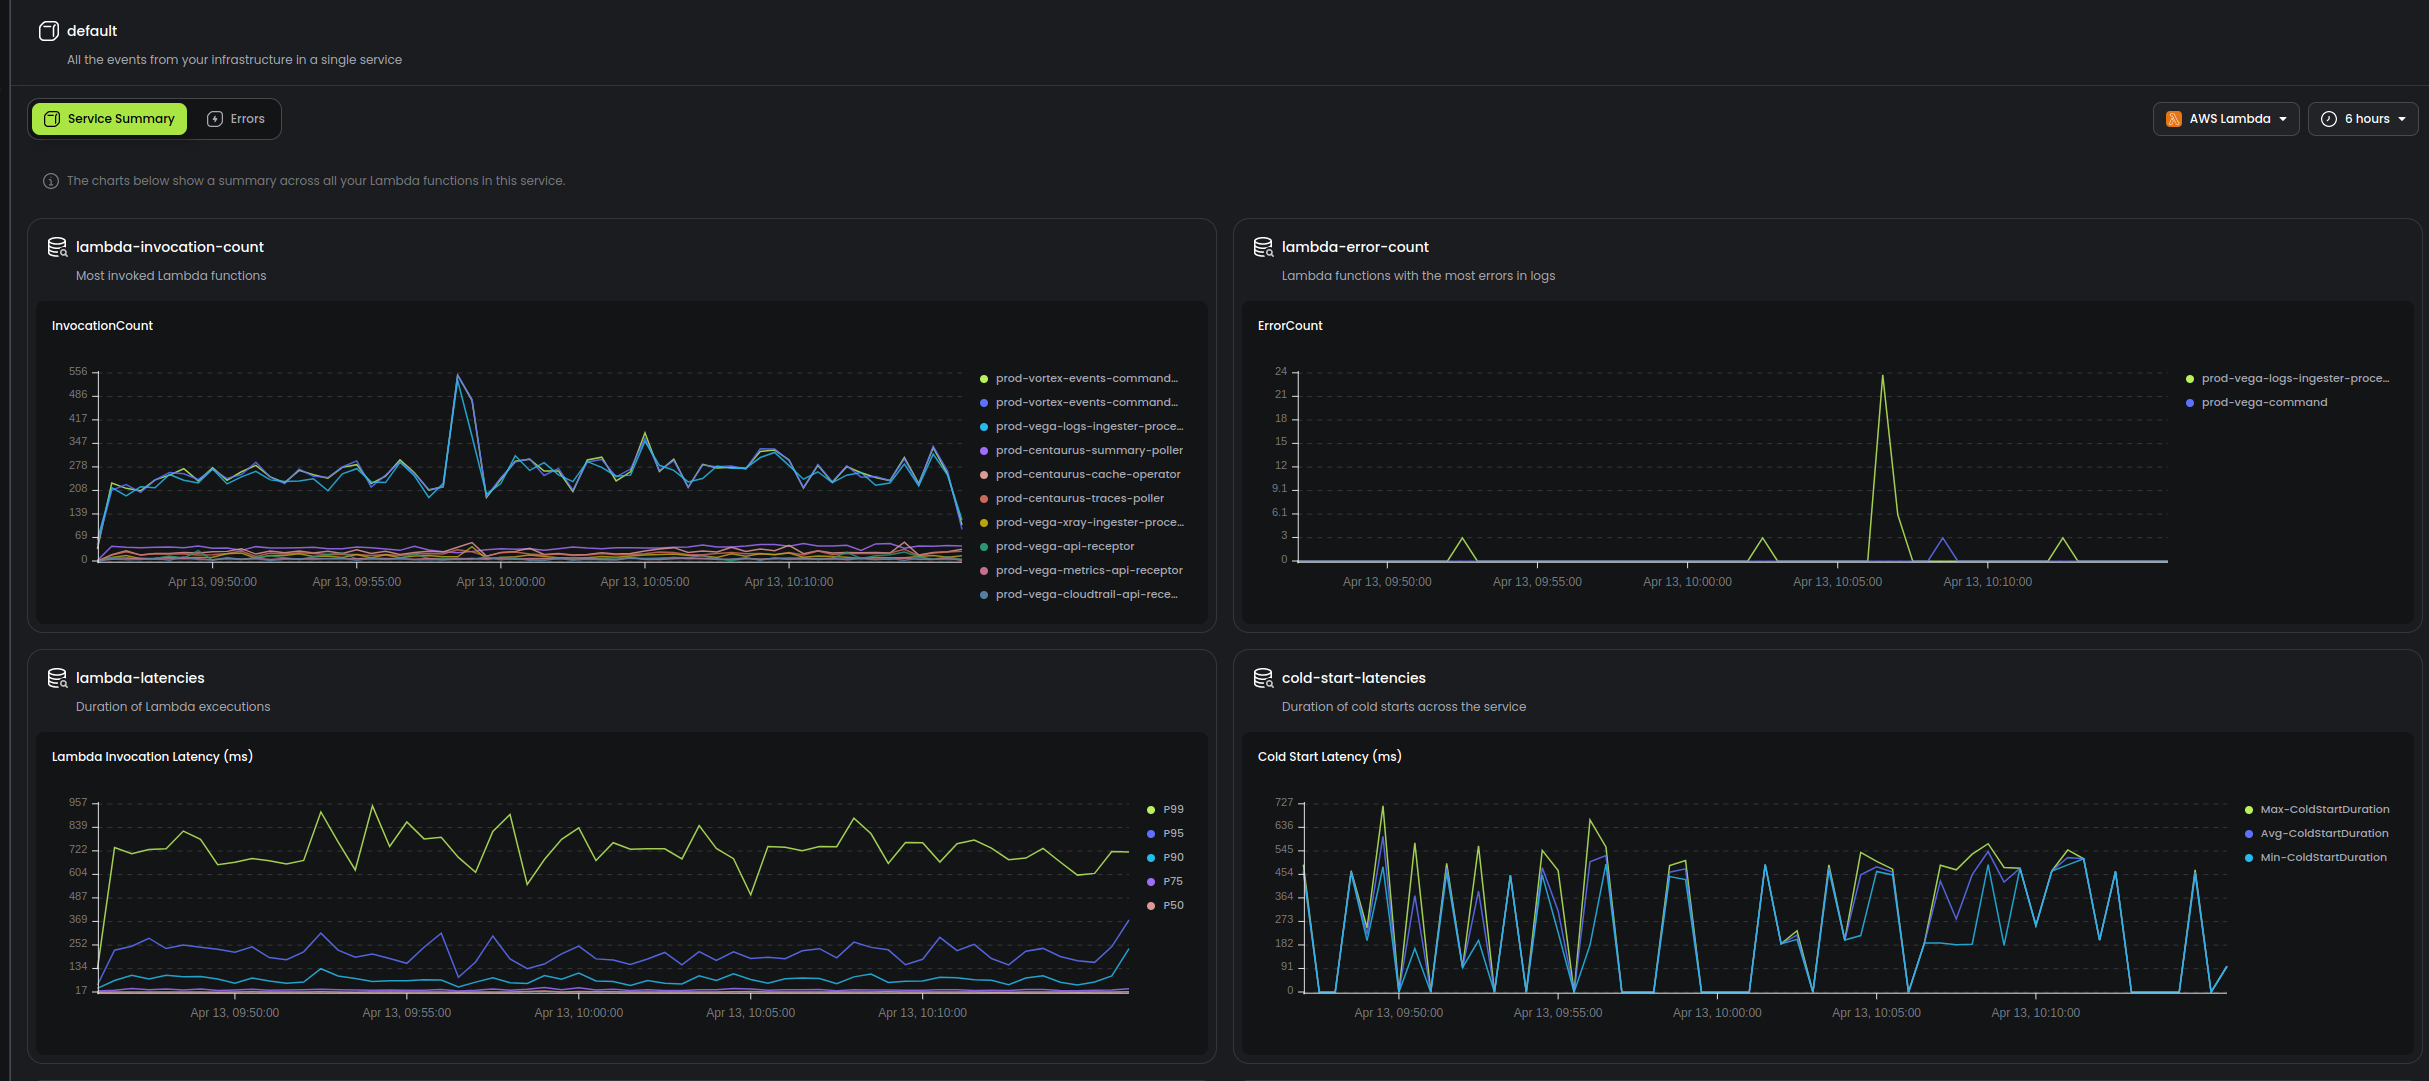 default
All the events from your infrastructure in a single service
Service Summary
Errors
AWS Lambda
6 hours
The charts below show a summary across all your Lambda functions in this service.
lambda-invocation-count
Most invoked Lambda functions
InvocationCount
556
486
417
347
278
208
139
69
0
Apr 13, 09:50:00
Apr 13, 09:55:00
Apr 13, 10:00:00
Apr 13, 10:05:00
Apr 13, 10:10:00
prod-vortex-events-command...
prod-vortex-events-command...
prod-vega-logs-ingester-proce...
prod-centaurus-summary-poller
prod-centaurus-cache-operator
prod-centaurus-traces-poller
prod-vega-xray-ingester-proce...
prod-vega-api-receptor
prod-vega-metrics-api-receptor
prod-vega-cloudtrail-api-rece...
lambda-error-count
Lambda functions with the most errors in logs
ErrorCount
24
21
18
15
12
9.1
6.1
3
0
Apr 13, 09:50:00
Apr 13, 09:55:00
Apr 13, 10:00:00
Apr 13, 10:05:00
Apr 13, 10:10:00
prod-vega-logs-ingester-proce...
prod-vega-command
lambda-latencies
Duration of Lambda excecutions
Lambda Invocation Latency (ms)
957
839
722
604
487
369
252
134
17
Apr 13, 09:50:00
Apr 13, 09:55:00
Apr 13, 10:00:00
Apr 13, 10:05:00
Apr 13, 10:10:00
P99
P95
P90
P75
P50
cold-start-latencies
Duration of cold starts across the service
Cold Start Latency (ms)
727
636
545
454
364
273
182
91
0
Apr 13, 09:50:00
Apr 13, 09:55:00
Apr 13, 10:00:00
Apr 13, 10:05:00
Apr 13, 10:10:00
Max-ColdStartDuration
Avg-ColdStartDuration
Min-ColdStartDuration